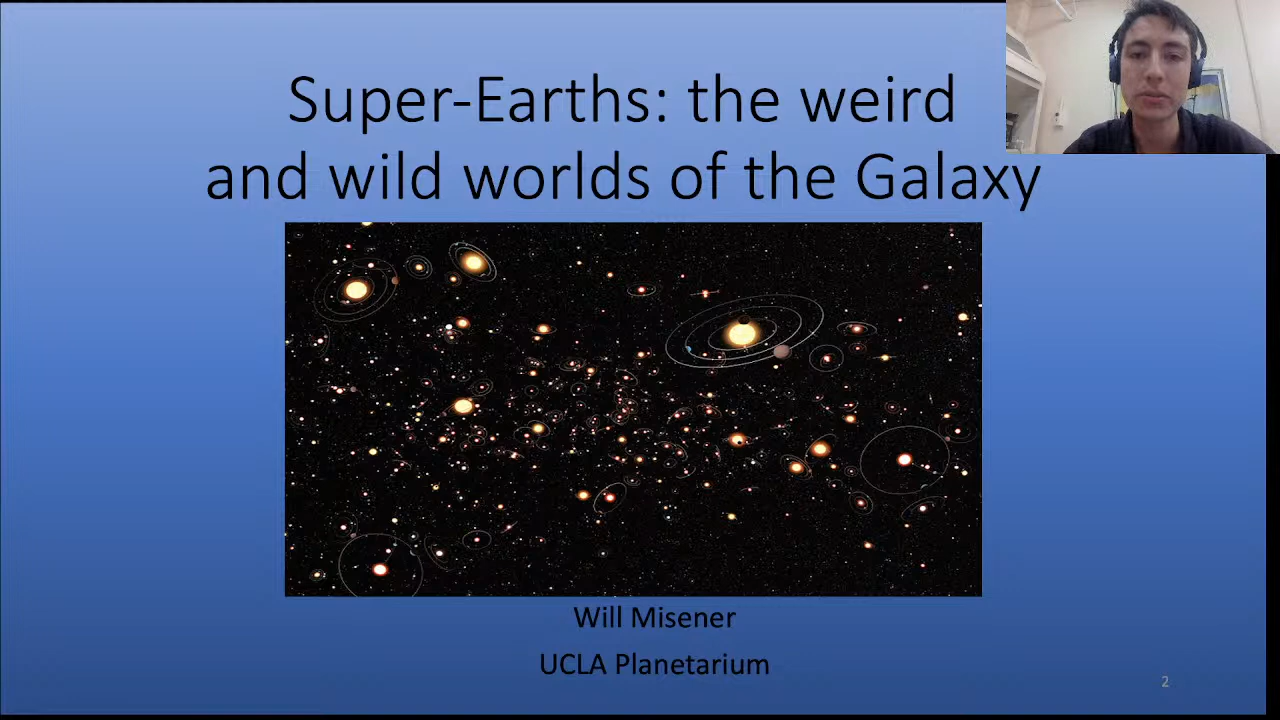 Super-Earths: the weird
and wild worlds of the Galaxy
Will Misener
UCLA Planetarium
2